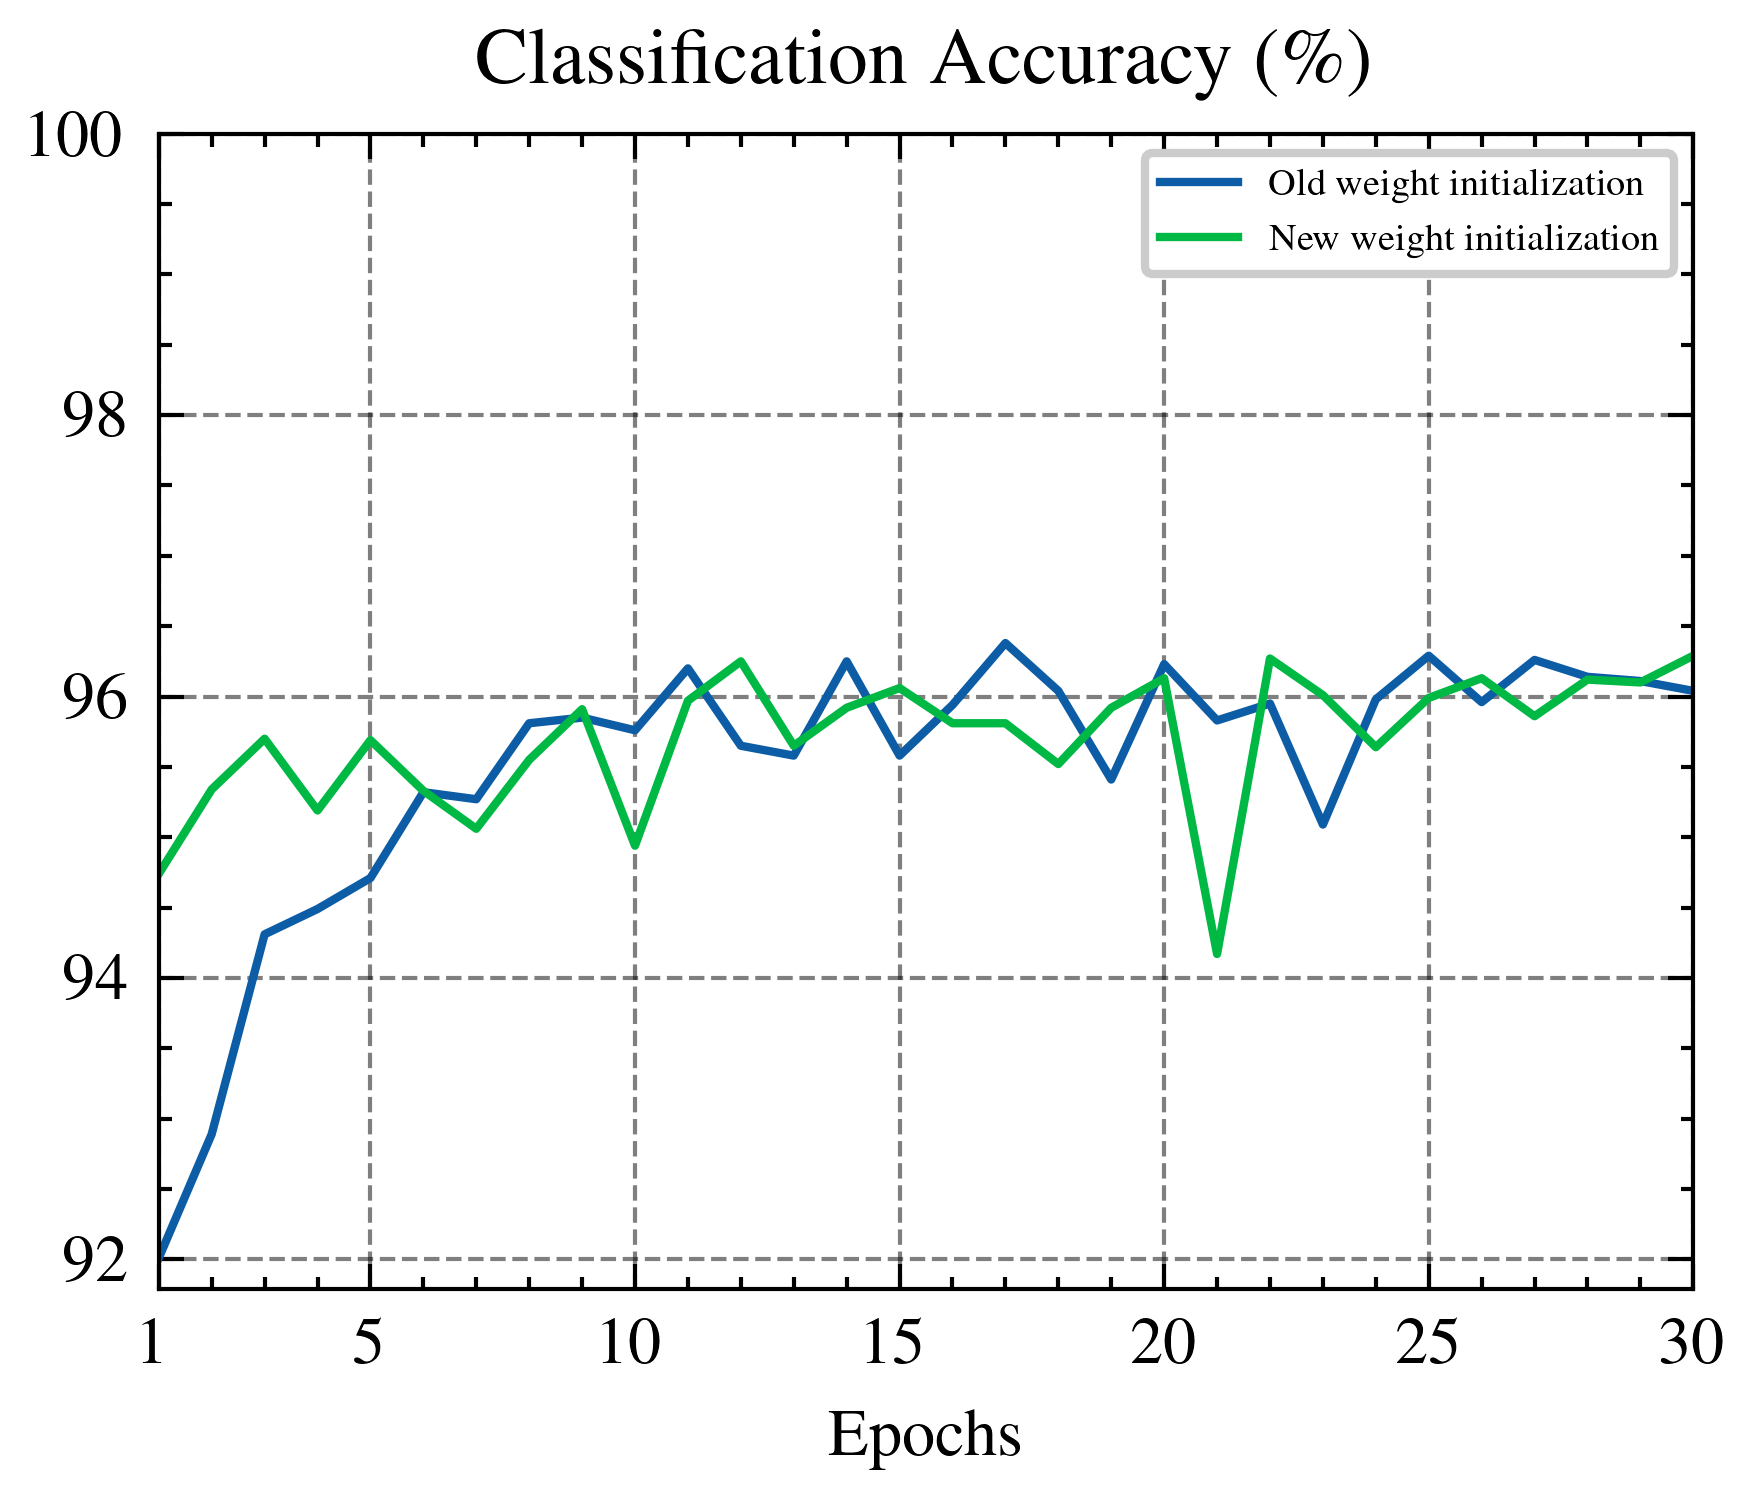 Classification Accuracy (%)
100
98
96
94
92
Old weight initialization
New weight initialization
1 5 10 15 20 25 30
Epochs